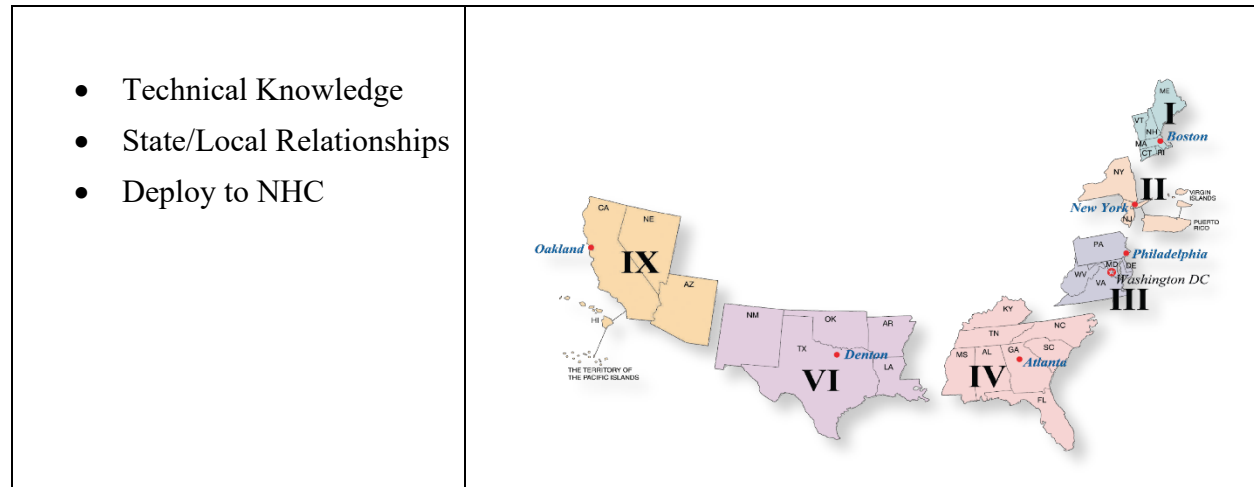 • Technical Knowledge
• State/Local Relationships
• Deploy to NHC
ME
I
VT
NH
Boston
MA
CT
RI
NY
II
VIRGIN
ISLANDS
New York
NJ
PUERTO
RICO
PA
Philadelphia
MD
DE
WV
Washington DC
VA
III
CA
NE
Oakland
IX
AZ
HI
THE TERRITORY OF
THE PACIFIC ISLANDS
NM
OK
AR
TX
Denton
LA
VI
KY
NC
TN
SC
MS
AL
GA
Atlanta
IV
FL